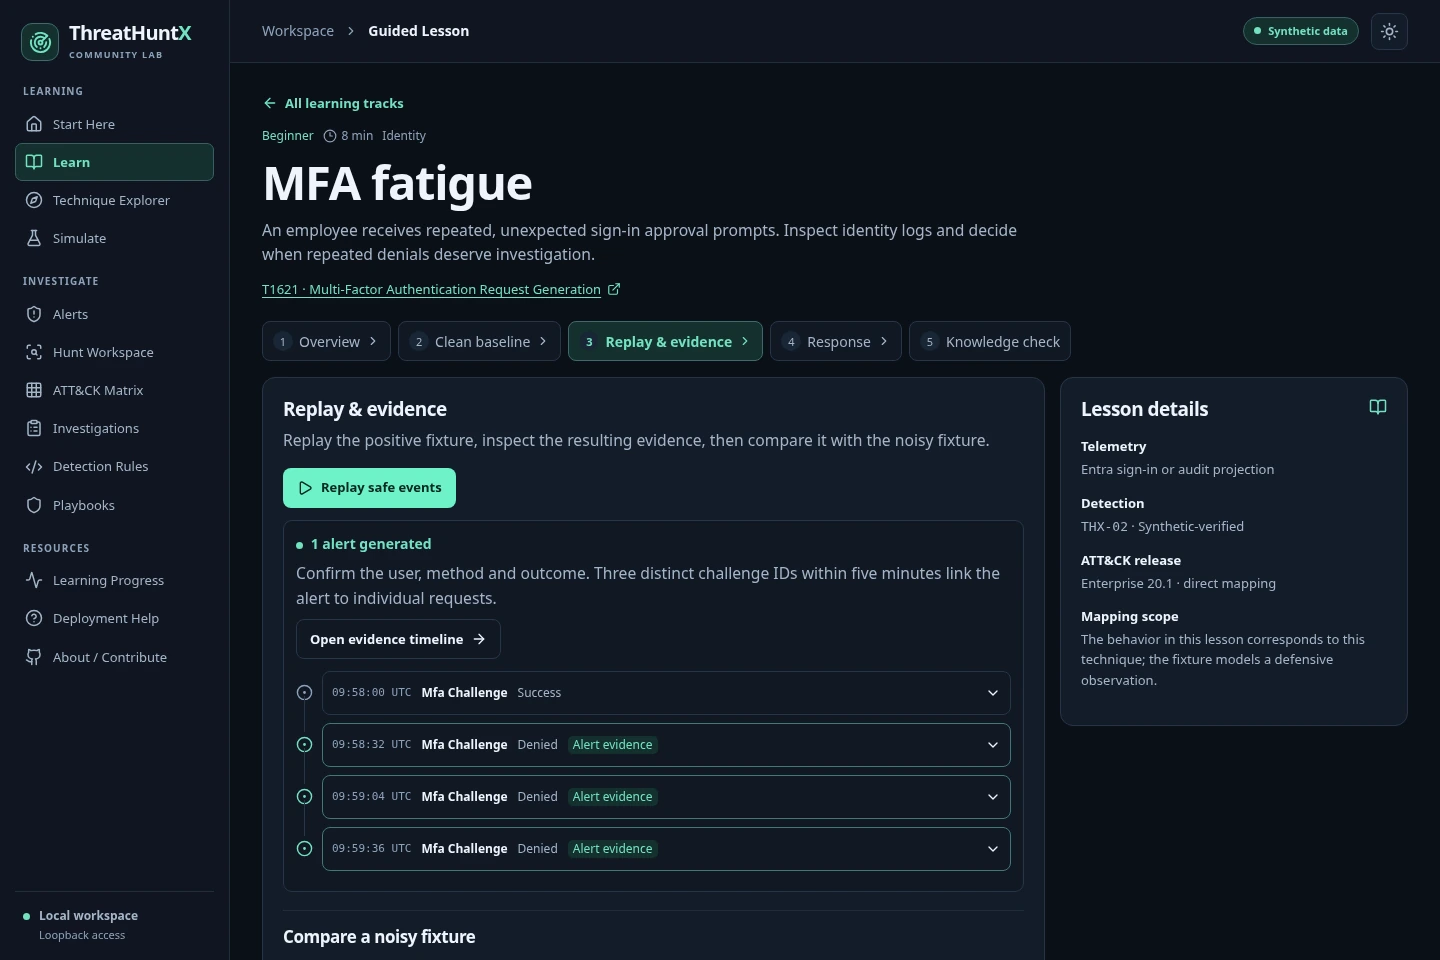 ThreatHuntX
COMMUNITY LAB
LEARNING
Start Here
Learn
Technique Explorer
Simulate
INVESTIGATE
Alerts
Hunt Workspace
ATT&CK Matrix
Investigations
Detection Rules
Playbooks
RESOURCES
Learning Progress
Deployment Help
About / Contribute
Local workspace
Loopback access
Workspace > Guided Lesson
Synthetic data
All learning tracks
Beginner 8 min Identity
MFA fatigue
An employee receives repeated, unexpected sign-in approval prompts. Inspect identity logs and decide
when repeated denials deserve investigation.
T1621 · Multi-Factor Authentication Request Generation
1 Overview > 2 Clean baseline > 3 Replay & evidence > 4 Response > 5 Knowledge check
Replay & evidence
Replay the positive fixture, inspect the resulting evidence, then compare it with the noisy fixture.
Replay safe events
1 alert generated
Confirm the user, method and outcome. Three distinct challenge IDs within five minutes link the
alert to individual requests.
Open evidence timeline
09:58:00 UTC Mfa Challenge Success
09:58:32 UTC Mfa Challenge Denied Alert evidence
09:59:04 UTC Mfa Challenge Denied Alert evidence
09:59:36 UTC Mfa Challenge Denied Alert evidence
Compare a noisy fixture
Lesson details
Telemetry
Entra sign-in or audit projection
Detection
THX-02 · Synthetic-verified
ATT&CK release
Enterprise 20.1 · direct mapping
Mapping scope
The behavior in this lesson corresponds to this
technique; the fixture models a defensive
observation.